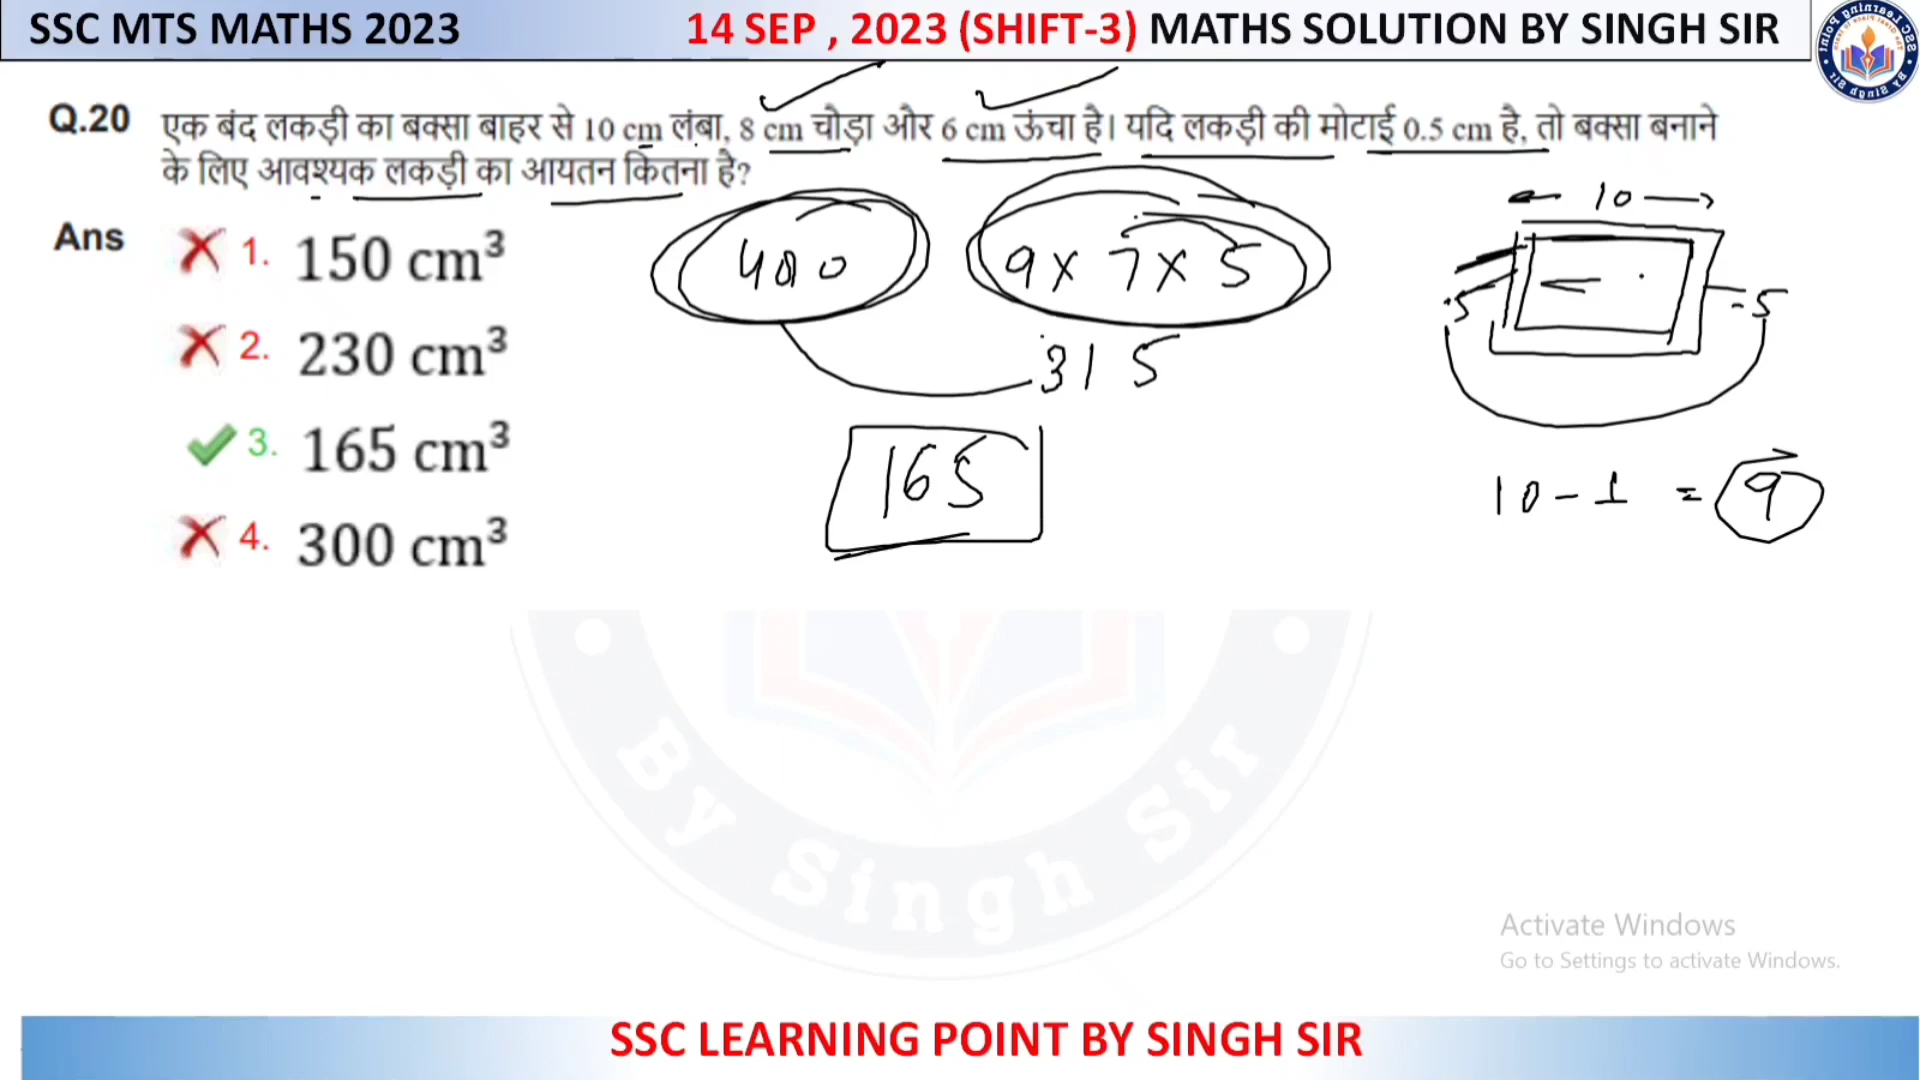 SSC MTS MATHS 2023
14 SEP , 2023 (SHIFT-3) MATHS SOLUTION BY SINGH SIR
Q.20 एक बंद लकड़ी का बक्सा बाहर से 10 cm लंबा, 8 cm चौड़ा और 6 cm ऊंचा है। यदि लकड़ी की मोटाई 0.5 cm है, तो बक्सा बनाने
के लिए आवश्यक लकड़ी का आयतन कितना है?
← 10 →
Ans
1. 150 cm³
480
9 x 7 x 5
.5
.5
2. 230 cm³
315
3. 165 cm³
165
10 - 1 = 9
4. 300 cm³
By Singh Sir
Activate Windows
Go to Settings to activate Windows.
SSC LEARNING POINT BY SINGH SIR